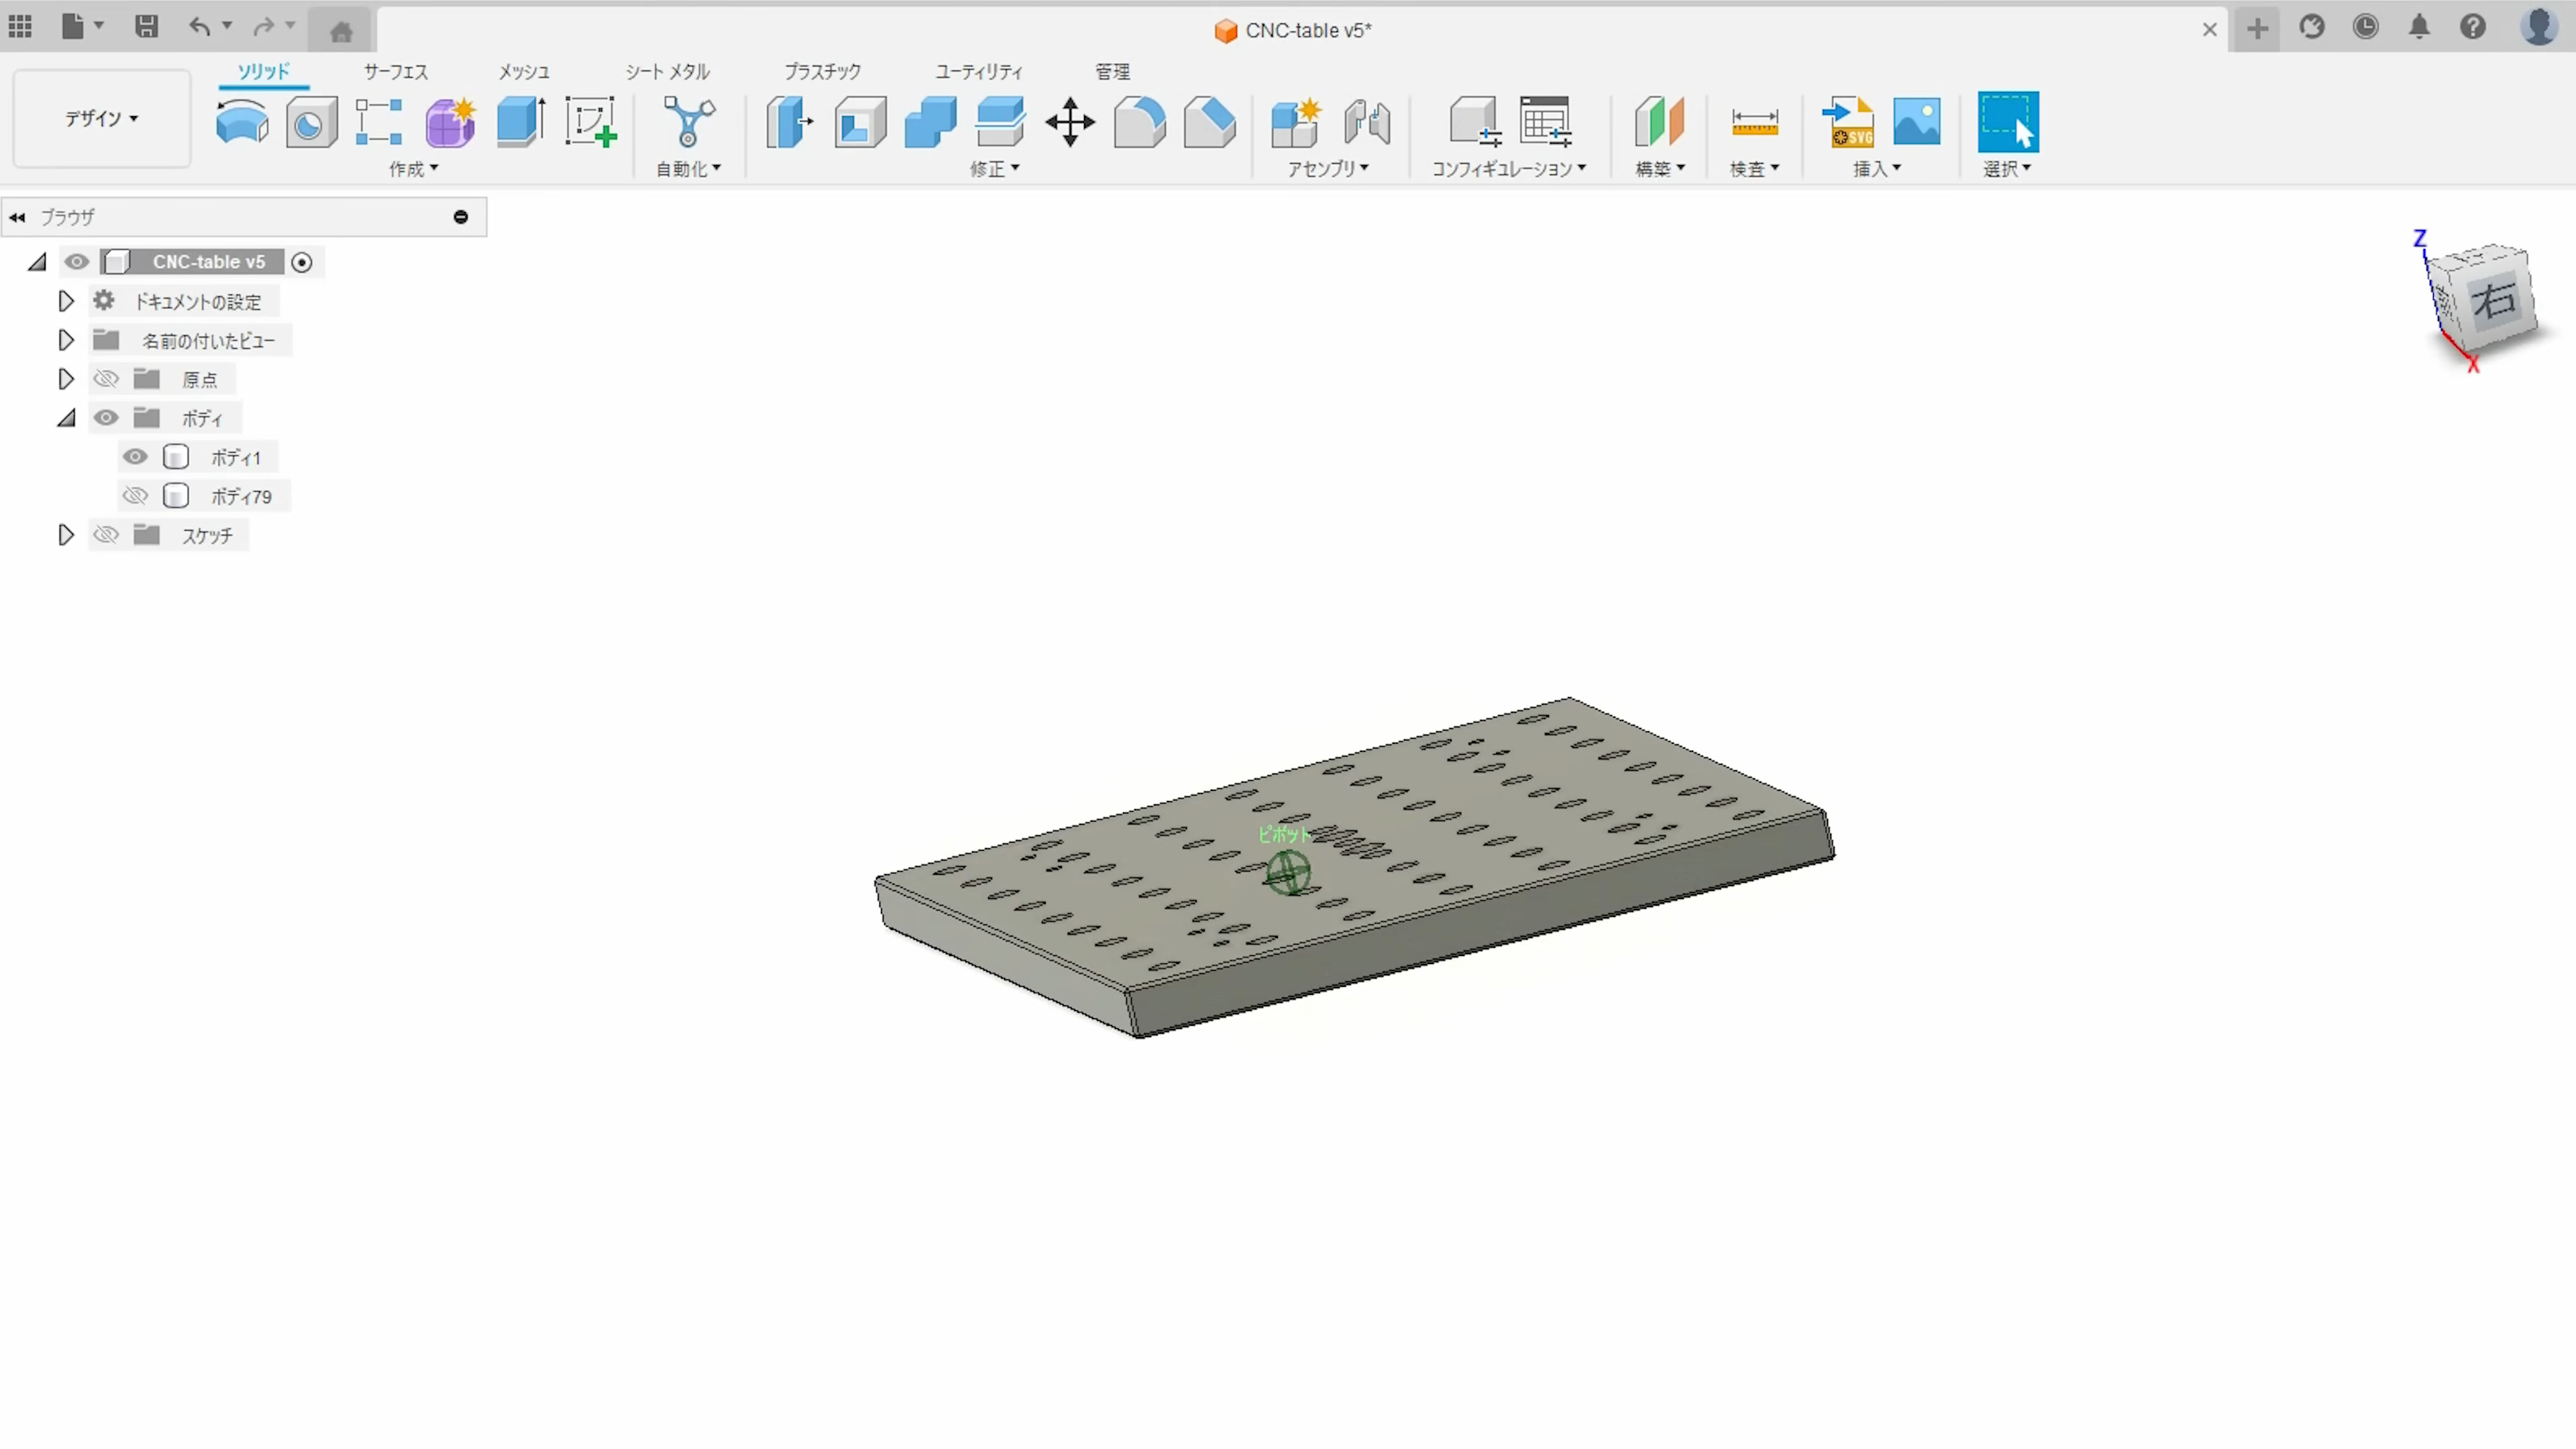 CNC-table v5*
ソリッド サーフェス メッシュ シート メタル プラスチック ユーティリティ 管理
デザイン
SVG
作成 自動化 修正 アセンブリ コンフィギュレーション 構築 検査 挿入 選択
ブラウザ
CNC-table v5
ドキュメントの設定
名前の付いたビュー
原点
ボディ
ボディ1
ボディ79
スケッチ
Z
右
X
ピボット